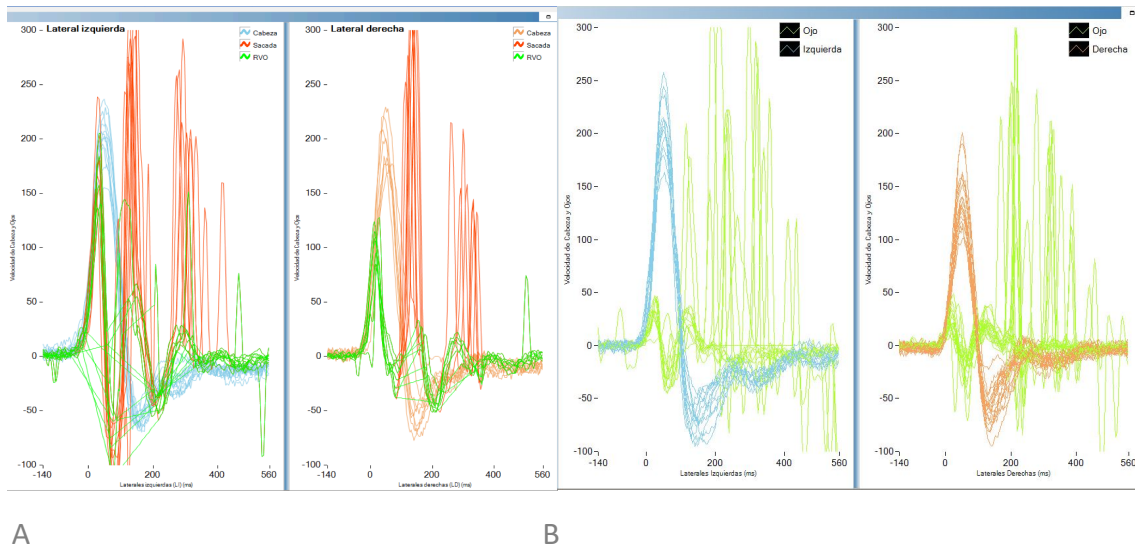 Lateral izquierda
Cabeza
Sacada
RVO
Velocidad de Cabeza y Ojos
300
250
200
150
100
50
0
-50
-100
-140
0
200
400
560
Laterales izquierdas (LI) (ms)
Lateral derecha
Cabeza
Sacada
RVO
Velocidad de Cabeza y Ojos
300
250
200
150
100
50
0
-50
-100
-140
0
200
400
560
Laterales derechas (LD) (ms)
Ojo
Izquierda
Velocidad de Cabeza y Ojos
300
250
200
150
100
50
0
-50
-100
-140
0
200
400
560
Laterales Izquierdas (ms)
Ojo
Derecha
Velocidad de Cabeza y Ojos
300
250
200
150
100
50
0
-50
-100
-140
0
200
400
560
Laterales Derechas (ms)
A
B